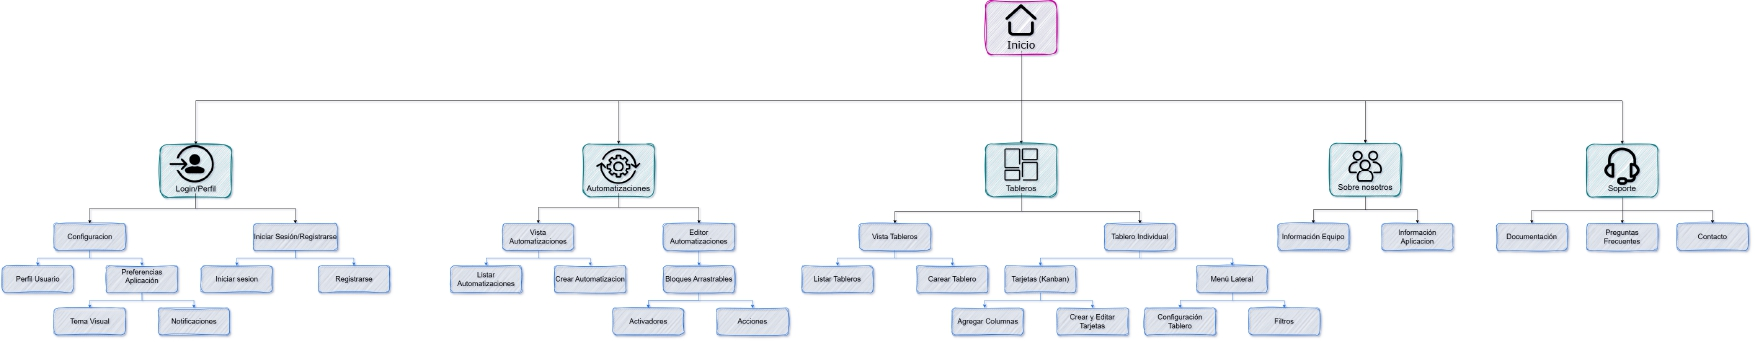 Inicio
Login/Perfil
Automatizaciones
Tableros
Sobre nosotros
Soporte
Configuracion
Iniciar Sesión/Registrarse
Vista
Automatizaciones
Editor
Automatizaciones
Vista Tableros
Tablero Individual
Información Equipo
Información
Aplicacion
Documentación
Preguntas
Frecuentes
Contacto
Perfil Usuario
Preferencias
Aplicación
Iniciar sesion
Registrarse
Listar
Automatizaciones
Crear Automatizacion
Bloques Arrastrables
Listar Tableros
Carear Tablero
Tarjetas (Kanban)
Menú Lateral
Tema Visual
Notificaciones
Activadores
Acciones
Agregar Columnas
Crear y Editar
Tarjetas
Configuración
Tablero
Filtros